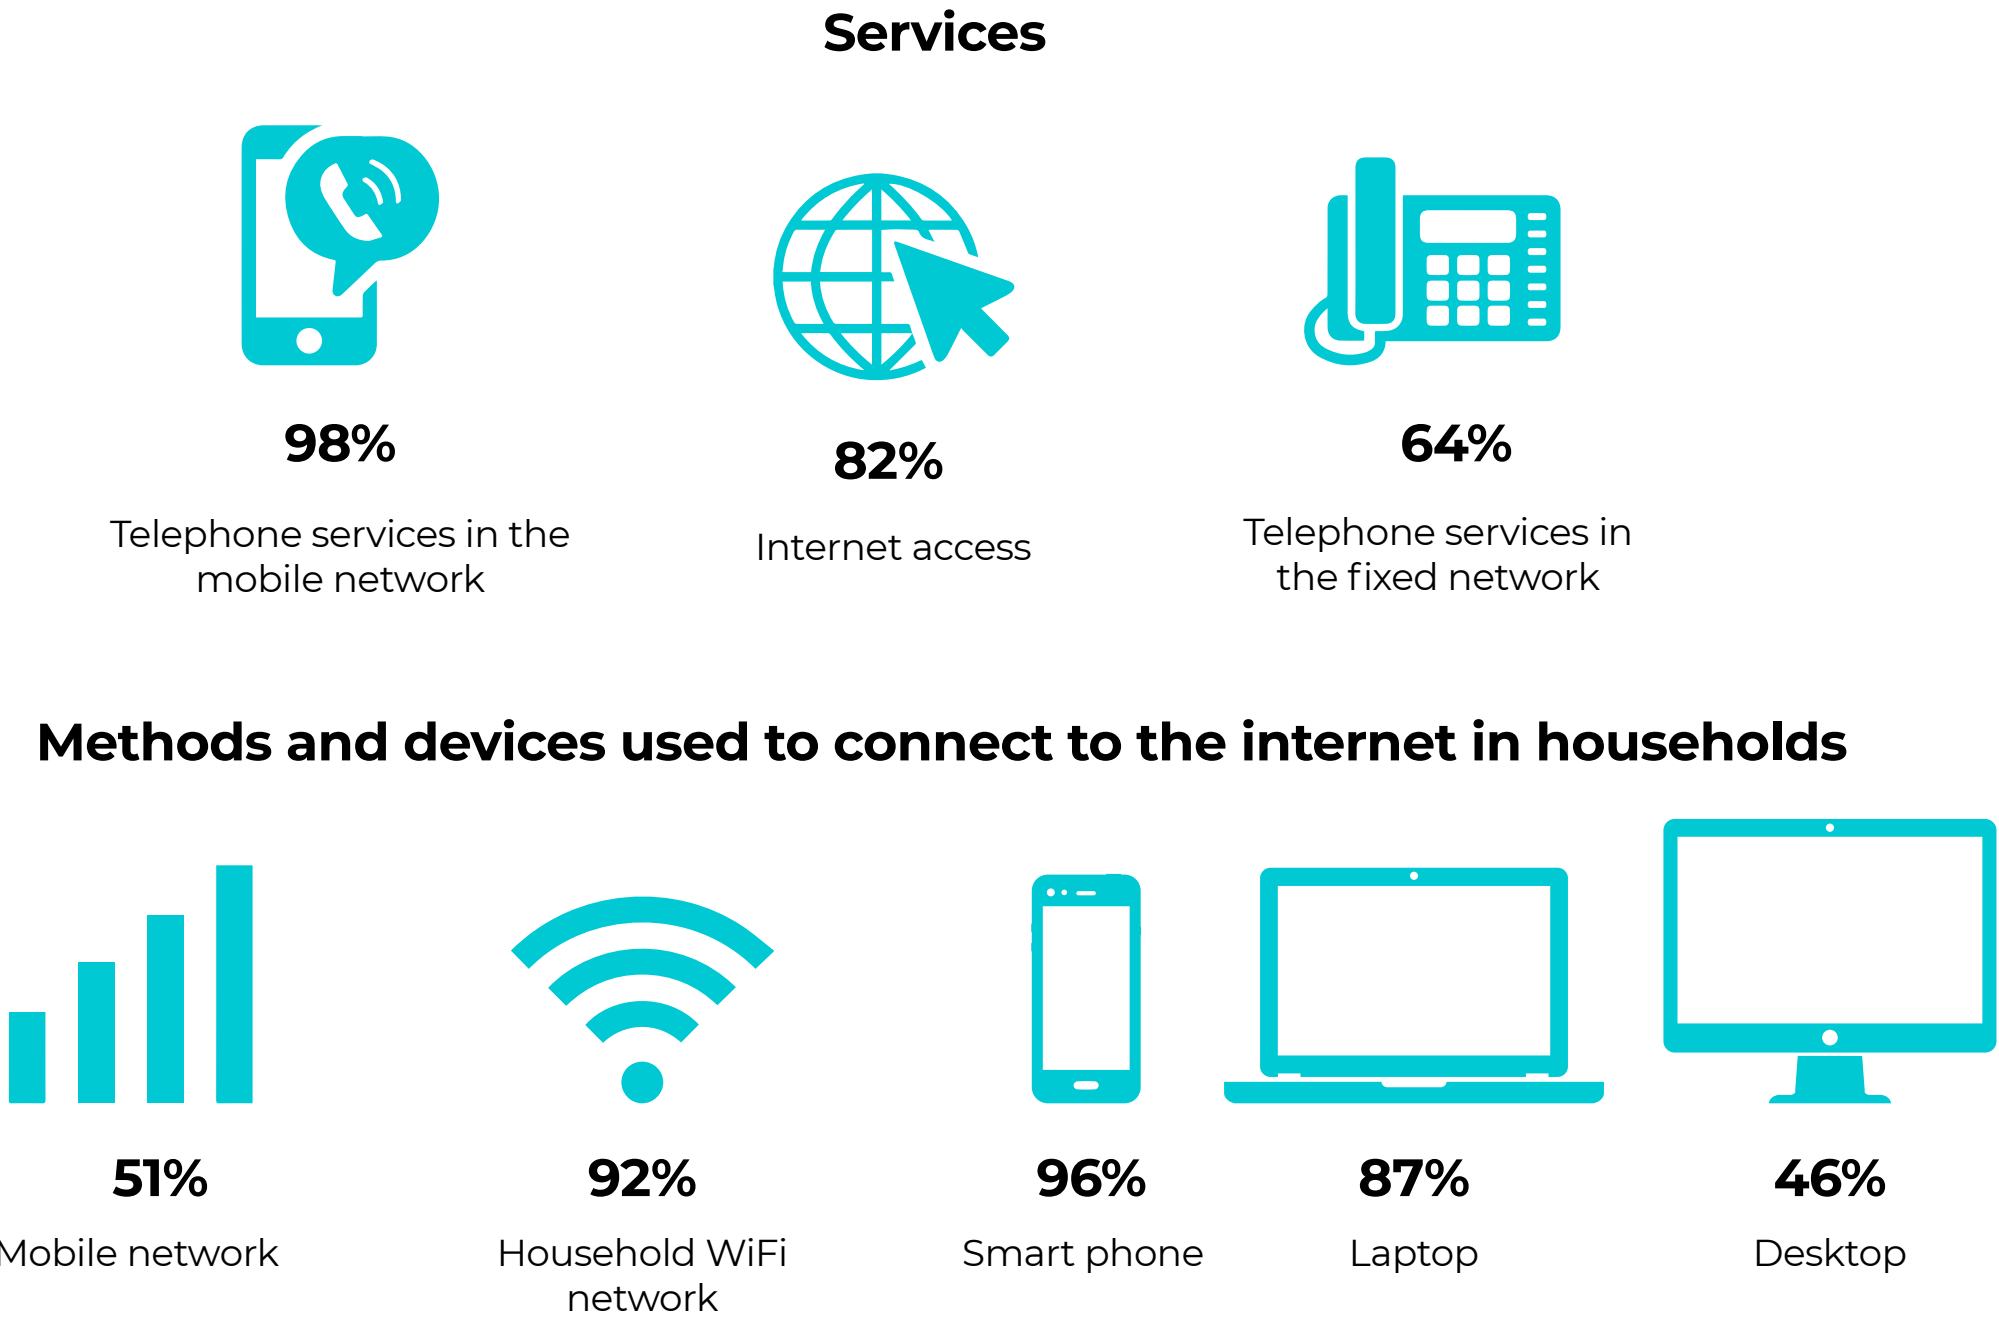 Services
98%
82%
64%
Telephone services in the
mobile network
Internet access
Telephone services in
the fixed network
Methods and devices used to connect to the internet in households
51%
92%
96%
87%
46%
Mobile network
Household WiFi
network
Smart phone
Laptop
Desktop